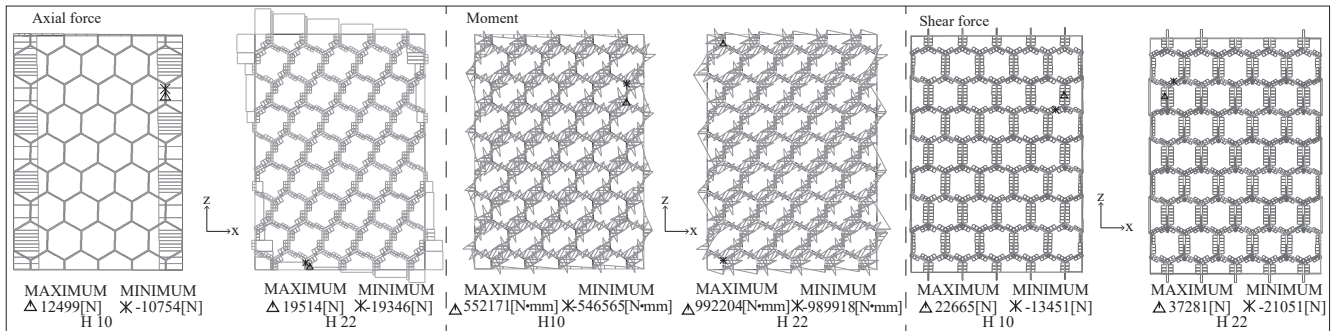 Axial force
Moment
Shear force
z
x
z
x
z
x
MAXIMUM MINIMUM
12499[N] -10754[N]
H 10
MAXIMUM MINIMUM
19514[N] -19346[N]
H 22
MAXIMUM MINIMUM
552171[N•mm] -546565[N•mm]
H10
MAXIMUM MINIMUM
992204[N•mm] -989918[N•mm]
H 22
MAXIMUM MINIMUM
22665[N] -13451[N]
H 10
MAXIMUM MINIMUM
37281[N] -21051[N]
H 22